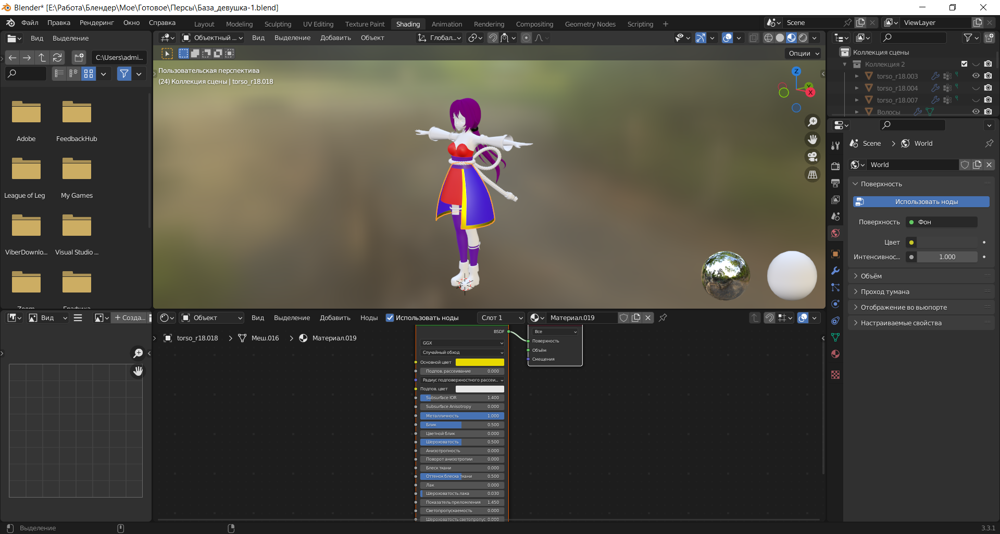 Blender* [E:\Работа\Блендер\Мое\Готовое\Персы\База_девушка-1.blend]
Файл Правка Рендеринг Окно Справка Layout Modeling Sculpting UV Editing Texture Paint Shading Animation Rendering Compositing Geometry Nodes Scripting + Scene ViewLayer
Вид Выделение
C:\Users\admi...
Adobe FeedbackHub
League of Leg My Games
ViberDownlo... Visual Studio ...
Объектный ... Вид Выделение Добавить Объект Глобал...
Опции
Пользовательская перспектива
(24) Коллекция сцены | torso_r18.018
Z
Y
X
Коллекция сцены
Коллекция 2
torso_r18.003
torso_r18.004
torso_r18.007
Волосы
Scene > World
World
Поверхность
Использовать ноды
Поверхность Фон
Цвет
Интенсивнос... 1.000
Объём
Проход тумана
Отображение во вьюпорте
Настраиваемые свойства
Вид + Созда...
Объект Вид Выделение Добавить Ноды Использовать ноды Слот 1 Материал.019
torso_r18.018 > Меш.016 > Материал.019
BSDF
GGX
Случайный обход
Основной цвет
Подпов. рассеивание 0.000
Радиус подповерхностного рассеи...
Подпов. цвет
Subsurface IOR 1.400
Subsurface Anisotropy 0.000
Металличность 1.000
Блик 0.500
Цветной блик 0.000
Шероховатость 0.500
Анизотропность 0.000
Поворот анизотропии 0.000
Блеск ткани 0.000
Оттенок блеска ткани 0.500
Лак 0.000
Шероховатость лака 0.030
Показатель преломления 1.450
Светопропускаемость 0.000
Шероховатость светопропус 0.000
Все
Поверхность
Объём
Смещения
Выделение
3.3.1